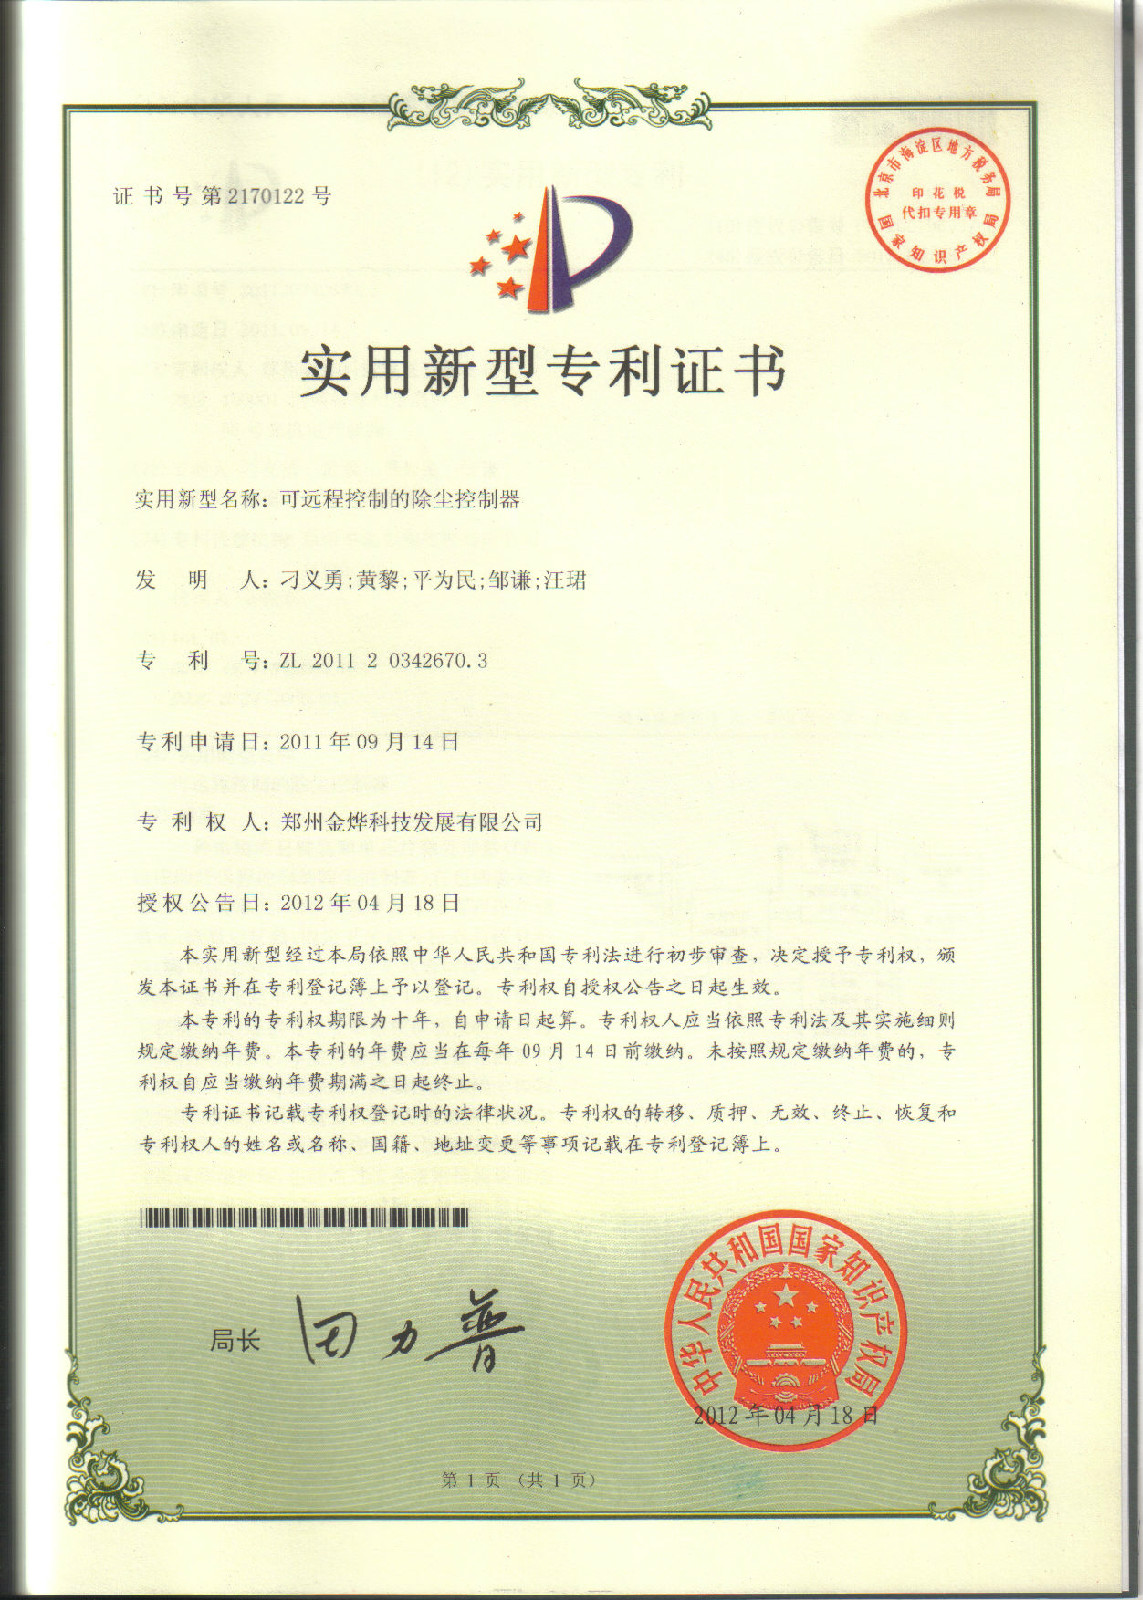 证书号第2170122号
北京市海淀区地方税务局
印花税
代扣专用章
国家知识产权局
实用新型专利证书
实用新型名称：可远程控制的除尘控制器
发明人：刁义勇;黄黎;平为民;邹谦;汪珺
专利号：ZL 2011 2 0342670.3
专利申请日：2011年09月14日
专利权人：郑州金烨科技发展有限公司
授权公告日：2012年04月18日
本实用新型经过本局依照中华人民共和国专利法进行初步审查，决定授予专利权，颁
发本证书并在专利登记簿上予以登记。专利权自授权公告之日起生效。
本专利的专利权期限为十年，自申请日起算。专利权人应当依照专利法及其实施细则
规定缴纳年费。本专利的年费应当在每年09月14日前缴纳。未按照规定缴纳年费的，专
利权自应当缴纳年费期满之日起终止。
专利证书记载专利权登记时的法律状况。专利权的转移、质押、无效、终止、恢复和
专利权人的姓名或名称、国籍、地址变更等事项记载在专利登记簿上。
局长 田力普
中华人民共和国国家知识产权局
2012年04月18日
第1页（共1页）